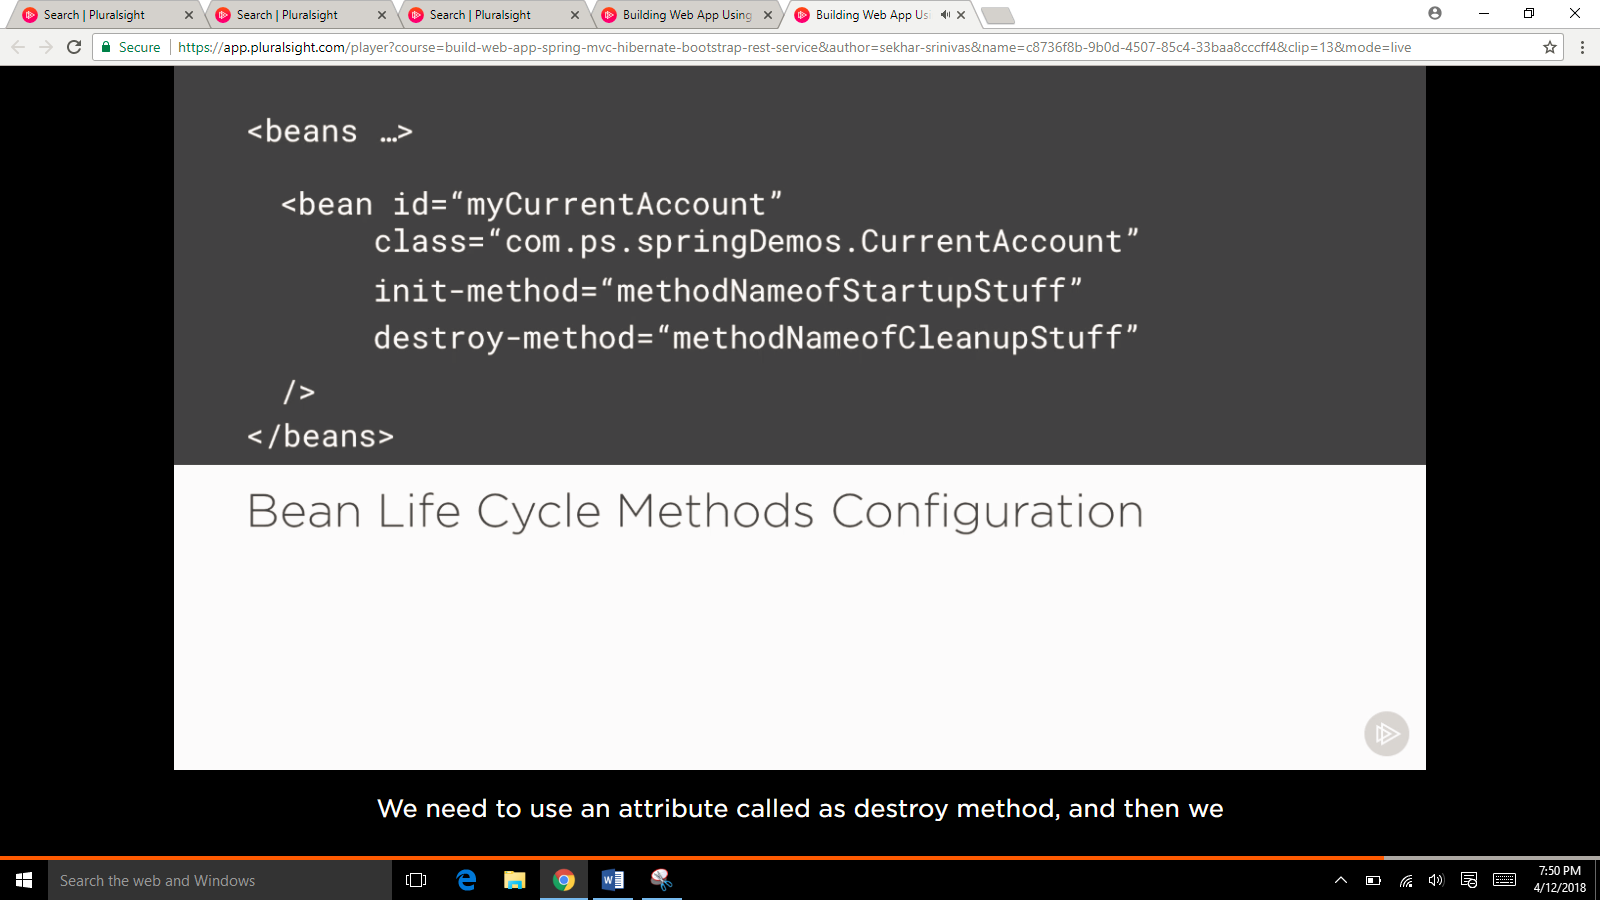 Search | Pluralsight
Search | Pluralsight
Search | Pluralsight
Building Web App Using
Building Web App Usi
Secure
https://app.pluralsight.com/player?course=build-web-app-spring-mvc-hibernate-bootstrap-rest-service&author=sekhar-srinivas&name=c8736f8b-9b0d-4507-85c4-33baa8cccff4&clip=13&mode=live
<beans …>
<bean id=“myCurrentAccount”
class=“com.ps.springDemos.CurrentAccount”
init-method=“methodNameofStartupStuff”
destroy-method=“methodNameofCleanupStuff”
/>
</beans>
Bean Life Cycle Methods Configuration
We need to use an attribute called as destroy method, and then we
Search the web and Windows
7:50 PM
4/12/2018